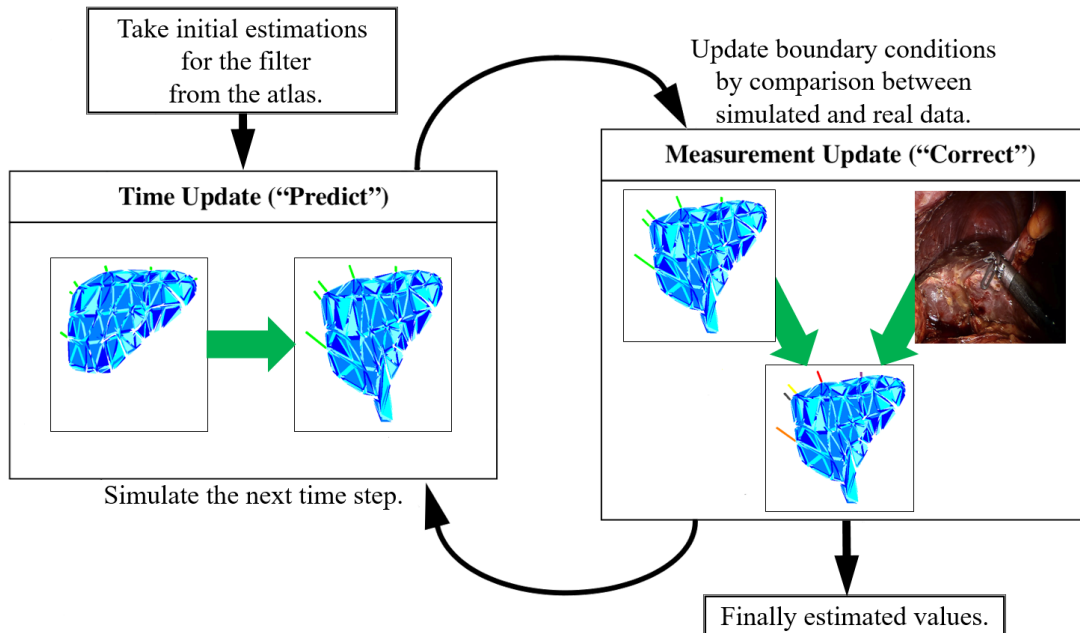 Take initial estimations
for the filter
from the atlas.
Update boundary conditions
by comparison between
simulated and real data.
Time Update (“Predict”)
Measurement Update (“Correct”)
Simulate the next time step.
Finally estimated values.